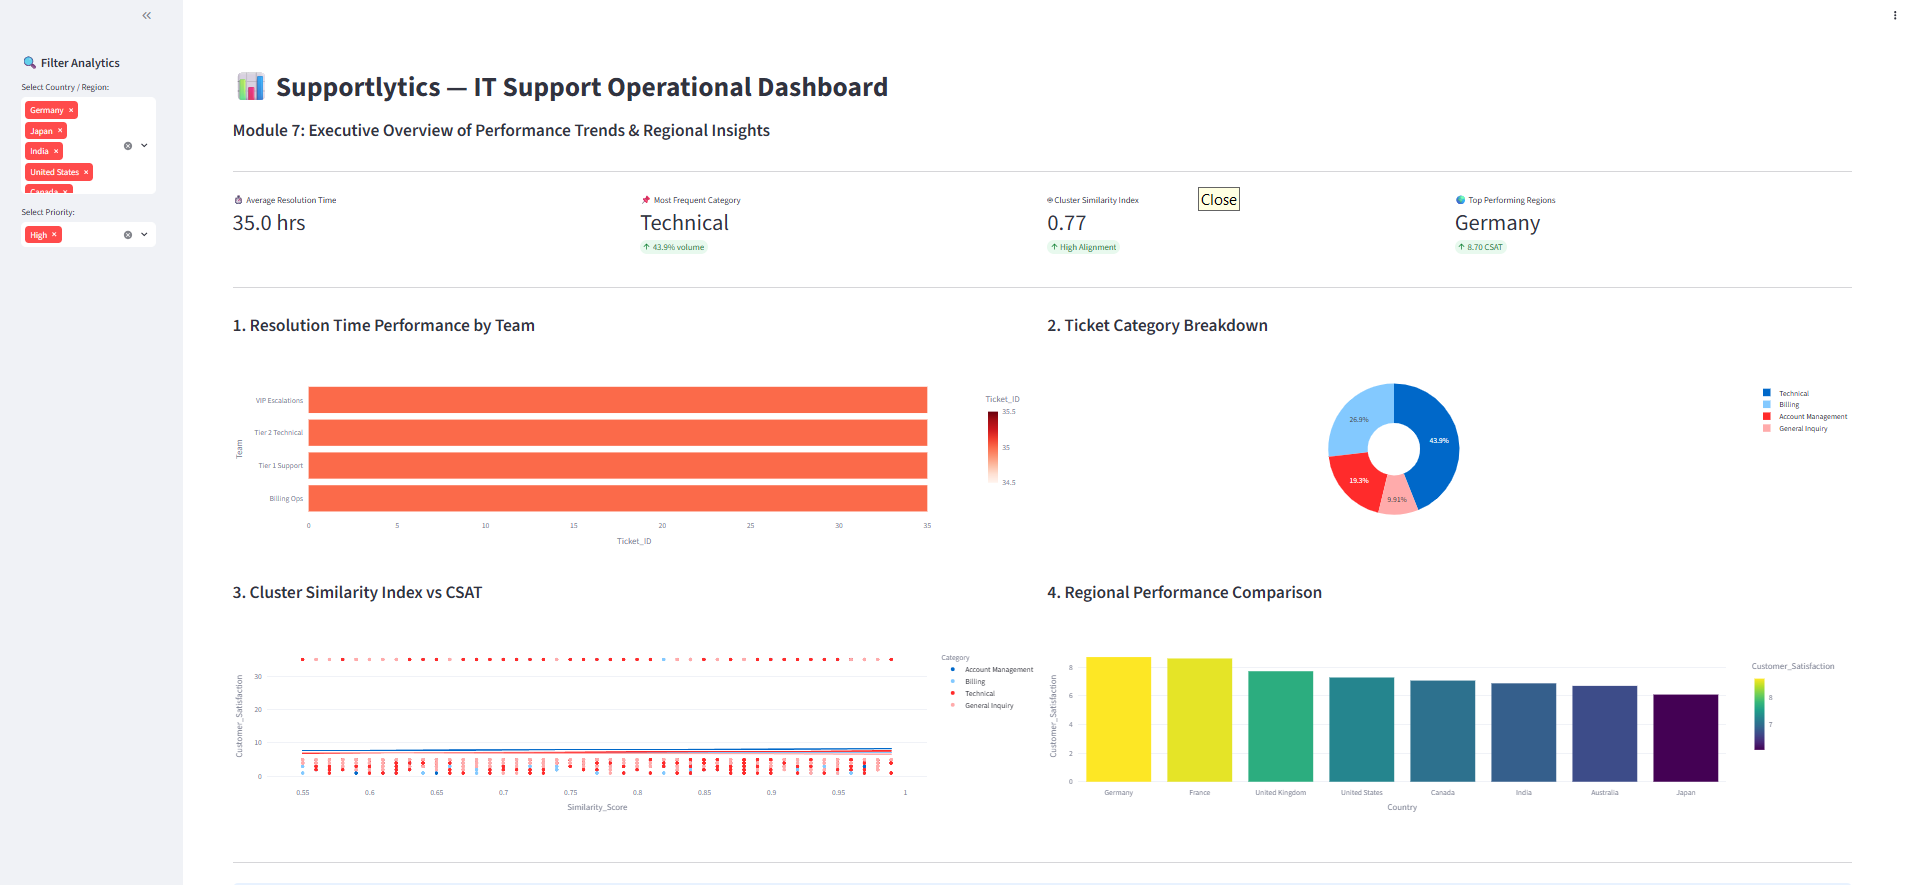 Filter Analytics
Select Country / Region:
Germany ×
Japan ×
India ×
United States ×
Canada ×
Select Priority:
High ×
Supportlytics — IT Support Operational Dashboard
Module 7: Executive Overview of Performance Trends & Regional Insights
Average Resolution Time
35.0 hrs
Most Frequent Category
Technical
↑ 43.9% volume
Cluster Similarity Index
0.77
↑ High Alignment
Close
Top Performing Regions
Germany
↑ 8.70 CSAT
1. Resolution Time Performance by Team
Team
VIP Escalations
Tier 2 Technical
Tier 1 Support
Billing Ops
0 5 10 15 20 25 30 35
Ticket_ID
Ticket_ID
35.5
35
34.5
2. Ticket Category Breakdown
43.9%
26.9%
19.3%
9.91%
Technical
Billing
Account Management
General Inquiry
3. Cluster Similarity Index vs CSAT
Customer_Satisfaction
30
20
10
0
0.55 0.6 0.65 0.7 0.75 0.8 0.85 0.9 0.95 1
Similarity_Score
Category
Account Management
Billing
Technical
General Inquiry
4. Regional Performance Comparison
Customer_Satisfaction
8
6
4
2
0
Germany France United Kingdom United States Canada India Australia Japan
Country
Customer_Satisfaction
8
7